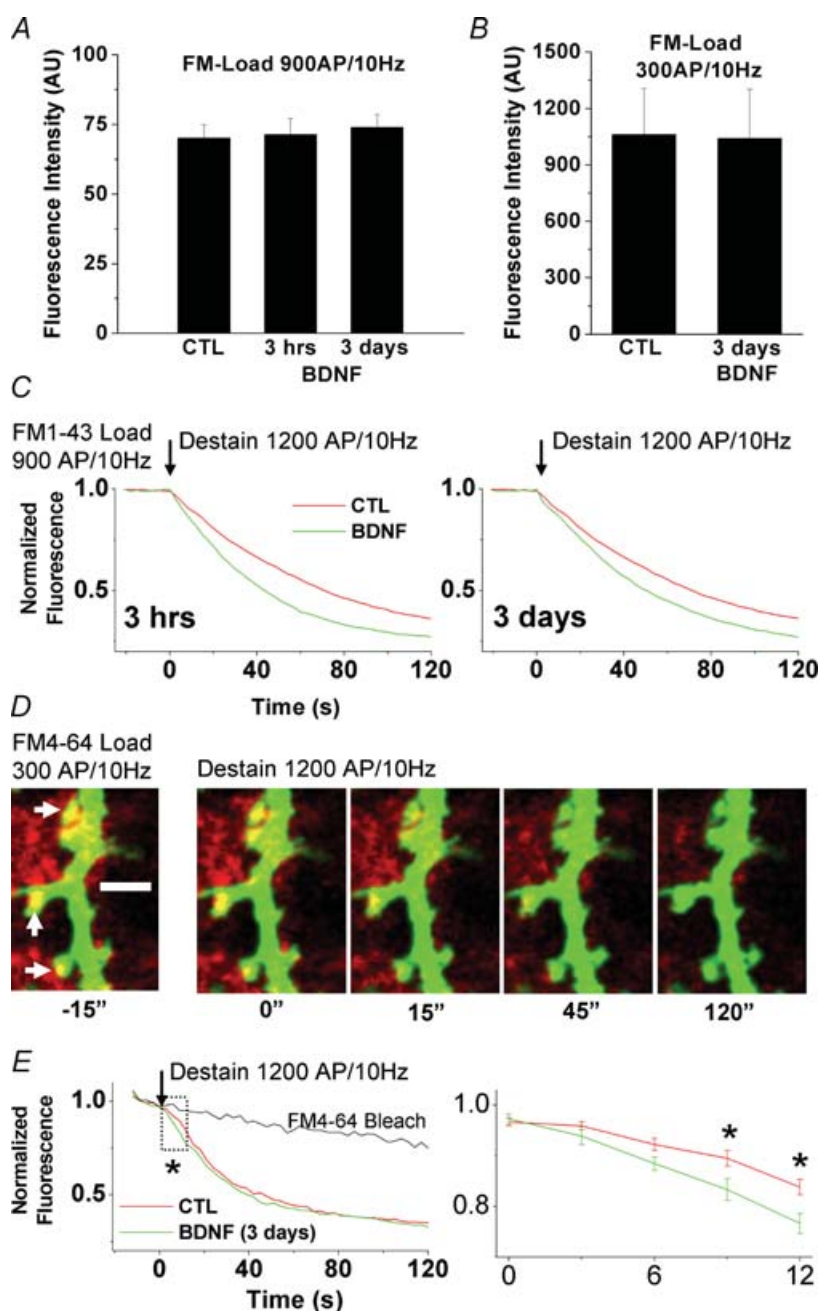 A
FM-Load 900AP/10Hz
Fluorescence Intensity (AU)
100
75
50
25
0
CTL 3 hrs 3 days
BDNF
B
FM-Load
300AP/10Hz
Fluorescence Intensity (AU)
1500
1200
900
600
300
0
CTL 3 days
BDNF
C
FM1-43 Load
900 AP/10Hz
Destain 1200 AP/10Hz
Destain 1200 AP/10Hz
Normalized
Fluorescence
1.0
0.5
CTL
BDNF
3 hrs
0 40 80 120
Time (s)
1.0
0.5
3 days
0 40 80 120
D
FM4-64 Load
300 AP/10Hz
Destain 1200 AP/10Hz
-15” 0” 15” 45” 120”
E
Destain 1200 AP/10Hz
Normalized
Fluorescence
1.0
0.5
FM4-64 Bleach
*
CTL
BDNF (3 days)
0 40 80 120
Time (s)
1.0
0.8
* *
0 6 12